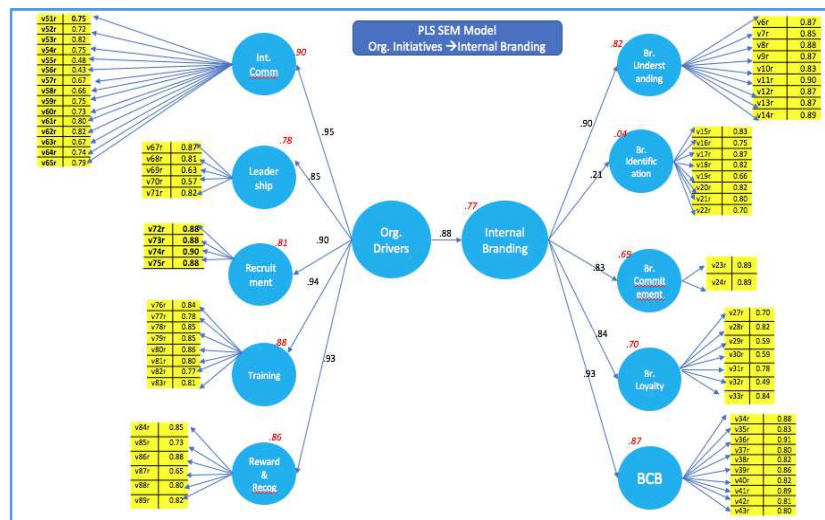 PLS SEM Model
Org. Initiatives →Internal Branding
v51r 0.75
v52r 0.72
v53r 0.82
v54r 0.75
v55r 0.48
v56r 0.43
v57r 0.67
v58r 0.66
v59r 0.75
v60r 0.73
v61r 0.80
v62r 0.82
v63r 0.67
v64r 0.74
v65r 0.79
.90
Int.
Comm
.95
v67r 0.87
v68r 0.81
v69r 0.63
v70r 0.57
v71r 0.82
.78
Leader
ship
.85
v72r 0.88
v73r 0.88
v74r 0.90
v75r 0.88
.81
Recruit
ment
.90
v76r 0.84
v77r 0.78
v78r 0.85
v79r 0.85
v80r 0.86
v81r 0.80
v82r 0.77
v83r 0.81
.88
Training
.94
v84r 0.85
v85r 0.73
v86r 0.88
v87r 0.65
v88r 0.80
v89r 0.82
.86
Reward
&
Recog
.93
Org.
Drivers
.88
.77
Internal
Branding
.90
.82
Br.
Underst
anding
v6r 0.87
v7r 0.85
v8r 0.88
v9r 0.87
v10r 0.83
v11r 0.90
v12r 0.87
v13r 0.87
v14r 0.89
.21
.04
Br.
Identific
ation
v15r 0.83
v16r 0.75
v17r 0.87
v18r 0.82
v19r 0.66
v20r 0.82
v21r 0.80
v22r 0.70
.83
.69
Br.
Commit
ement
v23r 0.89
v24r 0.89
.84
.70
Br.
Loyalty
v27r 0.70
v28r 0.82
v29r 0.59
v30r 0.59
v31r 0.78
v32r 0.49
v33r 0.84
.93
.87
BCB
v34r 0.88
v35r 0.83
v36r 0.91
v37r 0.80
v38r 0.82
v39r 0.86
v40r 0.82
v41r 0.89
v42r 0.81
v43r 0.80